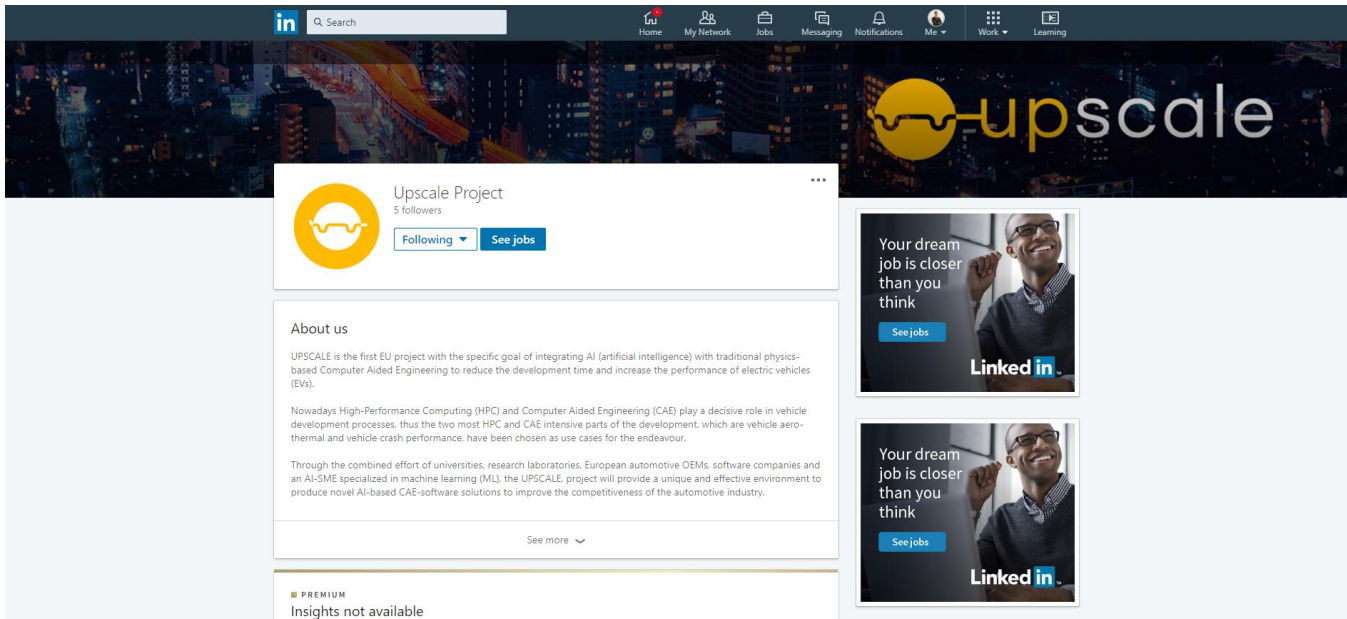 in
Search
Home
My Network
Jobs
Messaging
Notifications
Me
Work
Learning
upscale
Upscale Project
5 followers
Following
See jobs
About us
UPSCALE is the first EU project with the specific goal of integrating AI (artificial intelligence) with traditional physics-
based Computer Aided Engineering to reduce the development time and increase the performance of electric vehicles
(EVs).
Nowadays High-Performance Computing (HPC) and Computer Aided Engineering (CAE) play a decisive role in vehicle
development processes, thus the two most HPC and CAE intensive parts of the development, which are vehicle aero-
thermal and vehicle crash performance, have been chosen as use cases for the endeavour.
Through the combined effort of universities, research laboratories, European automotive OEMs, software companies and
an AI-SME specialized in machine learning (ML), the UPSCALE, project will provide a unique and effective environment to
produce novel AI-based CAE-software solutions to improve the competitiveness of the automotive industry.
See more
PREMIUM
Insights not available
Your dream
job is closer
than you
think
See jobs
Linked in
Your dream
job is closer
than you
think
See jobs
Linked in